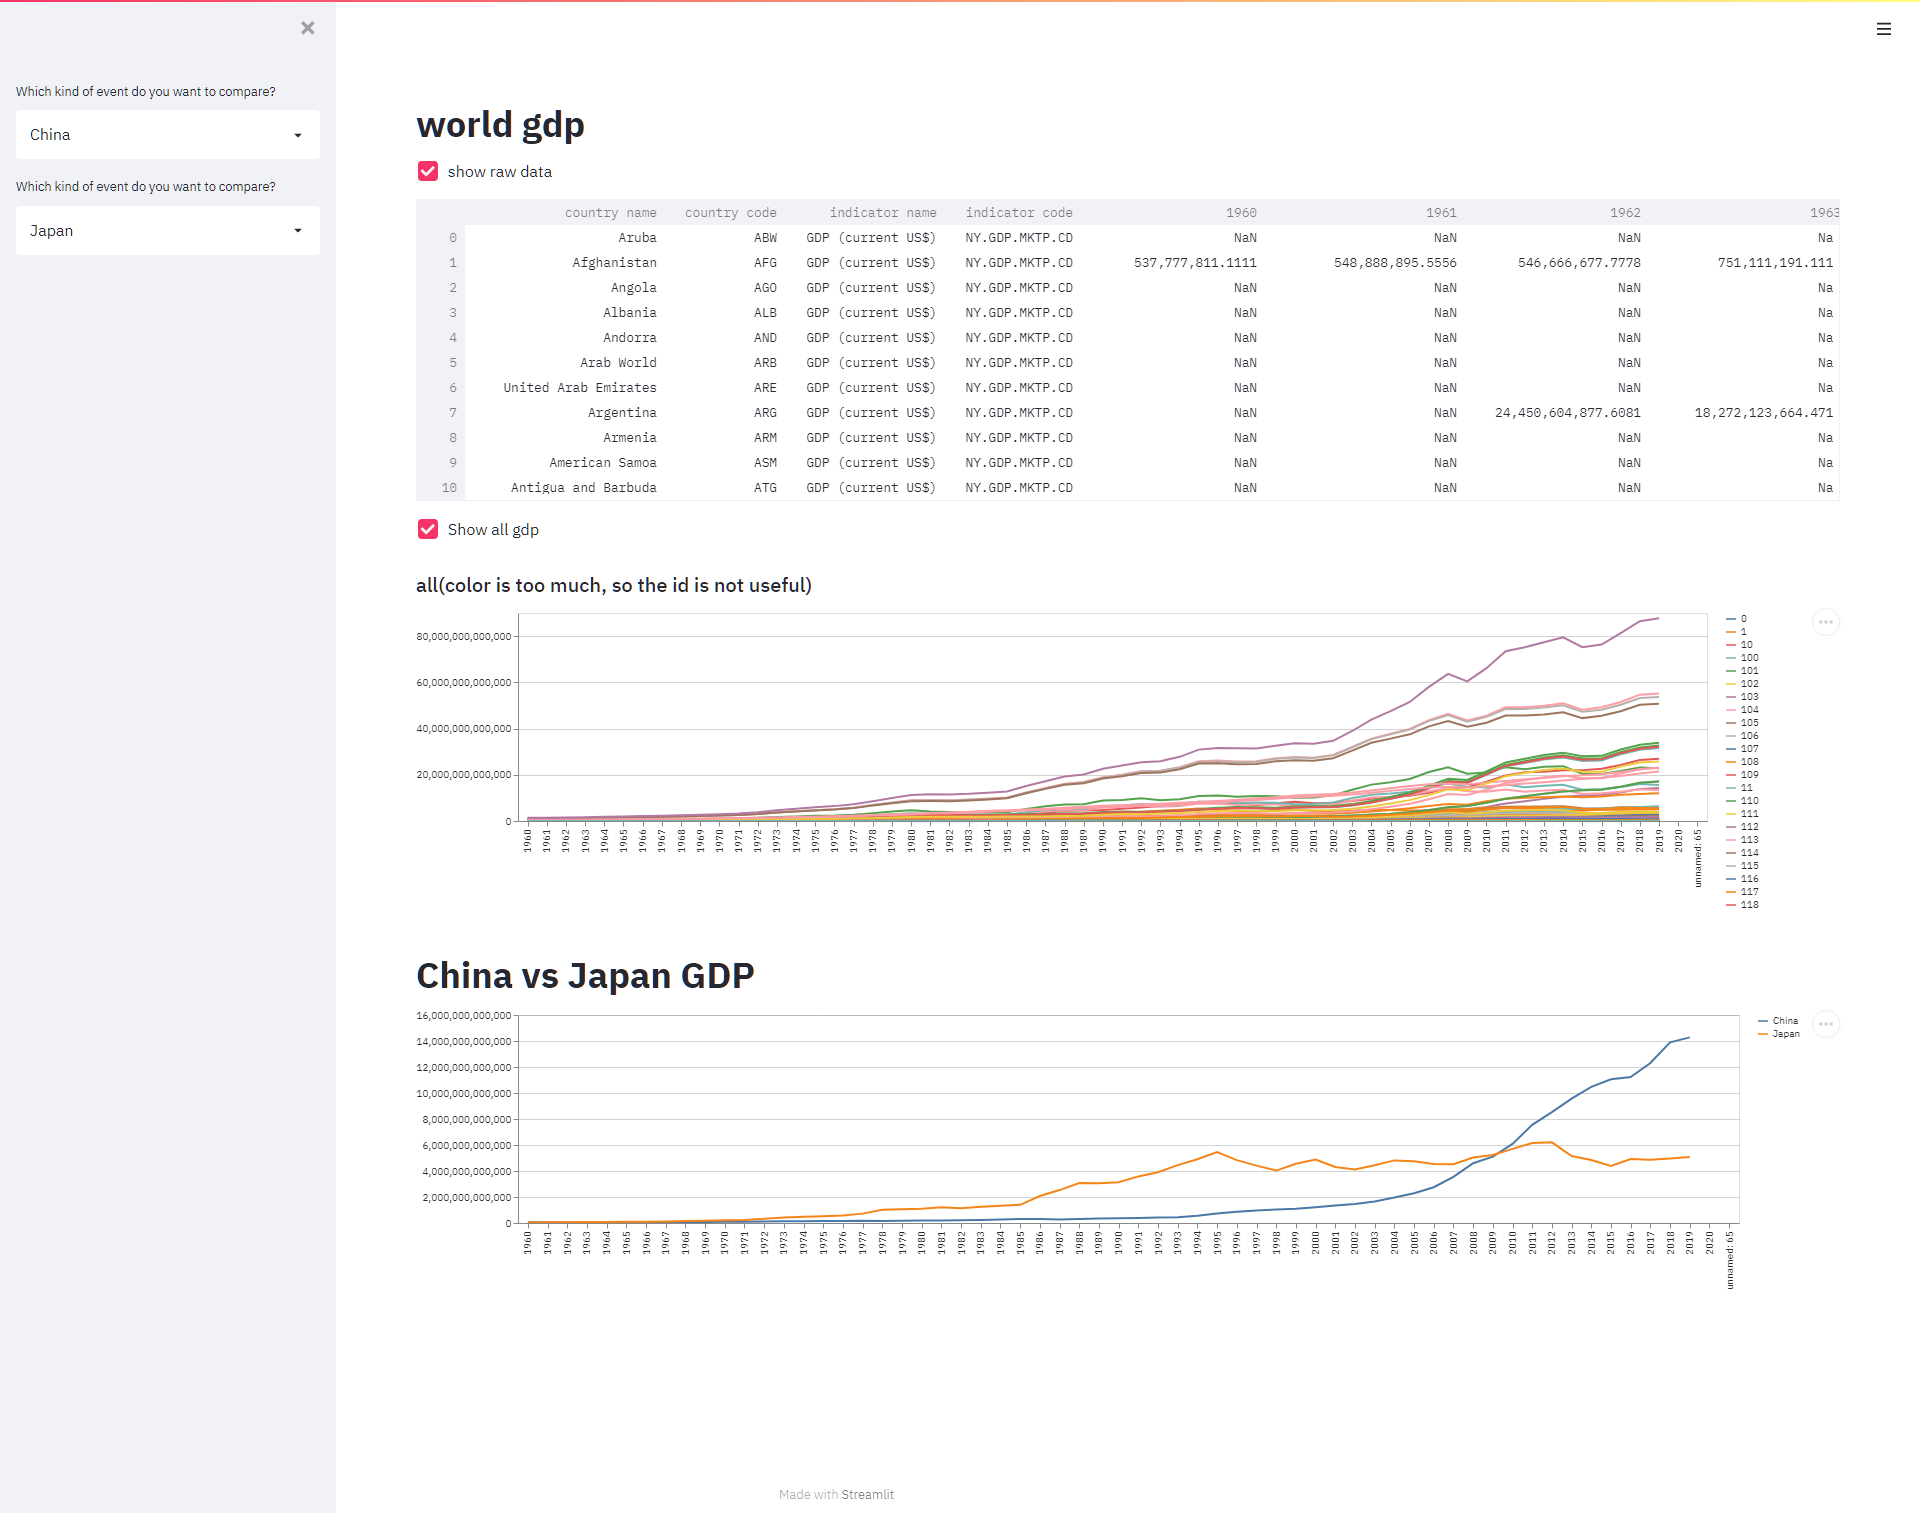 Which kind of event do you want to compare?
China
Which kind of event do you want to compare?
Japan
world gdp
show raw data
country name country code indicator name indicator code 1960 1961 1962 1963
0 Aruba ABW GDP (current US$) NY.GDP.MKTP.CD NaN NaN NaN Na
1 Afghanistan AFG GDP (current US$) NY.GDP.MKTP.CD 537,777,811.1111 548,888,895.5556 546,666,677.7778 751,111,191.111
2 Angola AGO GDP (current US$) NY.GDP.MKTP.CD NaN NaN NaN Na
3 Albania ALB GDP (current US$) NY.GDP.MKTP.CD NaN NaN NaN Na
4 Andorra AND GDP (current US$) NY.GDP.MKTP.CD NaN NaN NaN Na
5 Arab World ARB GDP (current US$) NY.GDP.MKTP.CD NaN NaN NaN Na
6 United Arab Emirates ARE GDP (current US$) NY.GDP.MKTP.CD NaN NaN NaN Na
7 Argentina ARG GDP (current US$) NY.GDP.MKTP.CD NaN NaN 24,450,604,877.6081 18,272,123,664.471
8 Armenia ARM GDP (current US$) NY.GDP.MKTP.CD NaN NaN NaN Na
9 American Samoa ASM GDP (current US$) NY.GDP.MKTP.CD NaN NaN NaN Na
10 Antigua and Barbuda ATG GDP (current US$) NY.GDP.MKTP.CD NaN NaN NaN Na
Show all gdp
all(color is too much, so the id is not useful)
80,000,000,000,000
60,000,000,000,000
40,000,000,000,000
20,000,000,000,000
0
1960 1961 1962 1963 1964 1965 1966 1967 1968 1969 1970 1971 1972 1973 1974 1975 1976 1977 1978 1979 1980 1981 1982 1983 1984 1985 1986 1987 1988 1989 1990 1991 1992 1993 1994 1995 1996 1997 1998 1999 2000 2001 2002 2003 2004 2005 2006 2007 2008 2009 2010 2011 2012 2013 2014 2015 2016 2017 2018 2019 2020 unnamed: 65
0
1
10
100
101
102
103
104
105
106
107
108
109
11
110
111
112
113
114
115
116
117
118
China vs Japan GDP
16,000,000,000,000
14,000,000,000,000
12,000,000,000,000
10,000,000,000,000
8,000,000,000,000
6,000,000,000,000
4,000,000,000,000
2,000,000,000,000
0
1960 1961 1962 1963 1964 1965 1966 1967 1968 1969 1970 1971 1972 1973 1974 1975 1976 1977 1978 1979 1980 1981 1982 1983 1984 1985 1986 1987 1988 1989 1990 1991 1992 1993 1994 1995 1996 1997 1998 1999 2000 2001 2002 2003 2004 2005 2006 2007 2008 2009 2010 2011 2012 2013 2014 2015 2016 2017 2018 2019 2020 unnamed: 65
China
Japan
Made with Streamlit